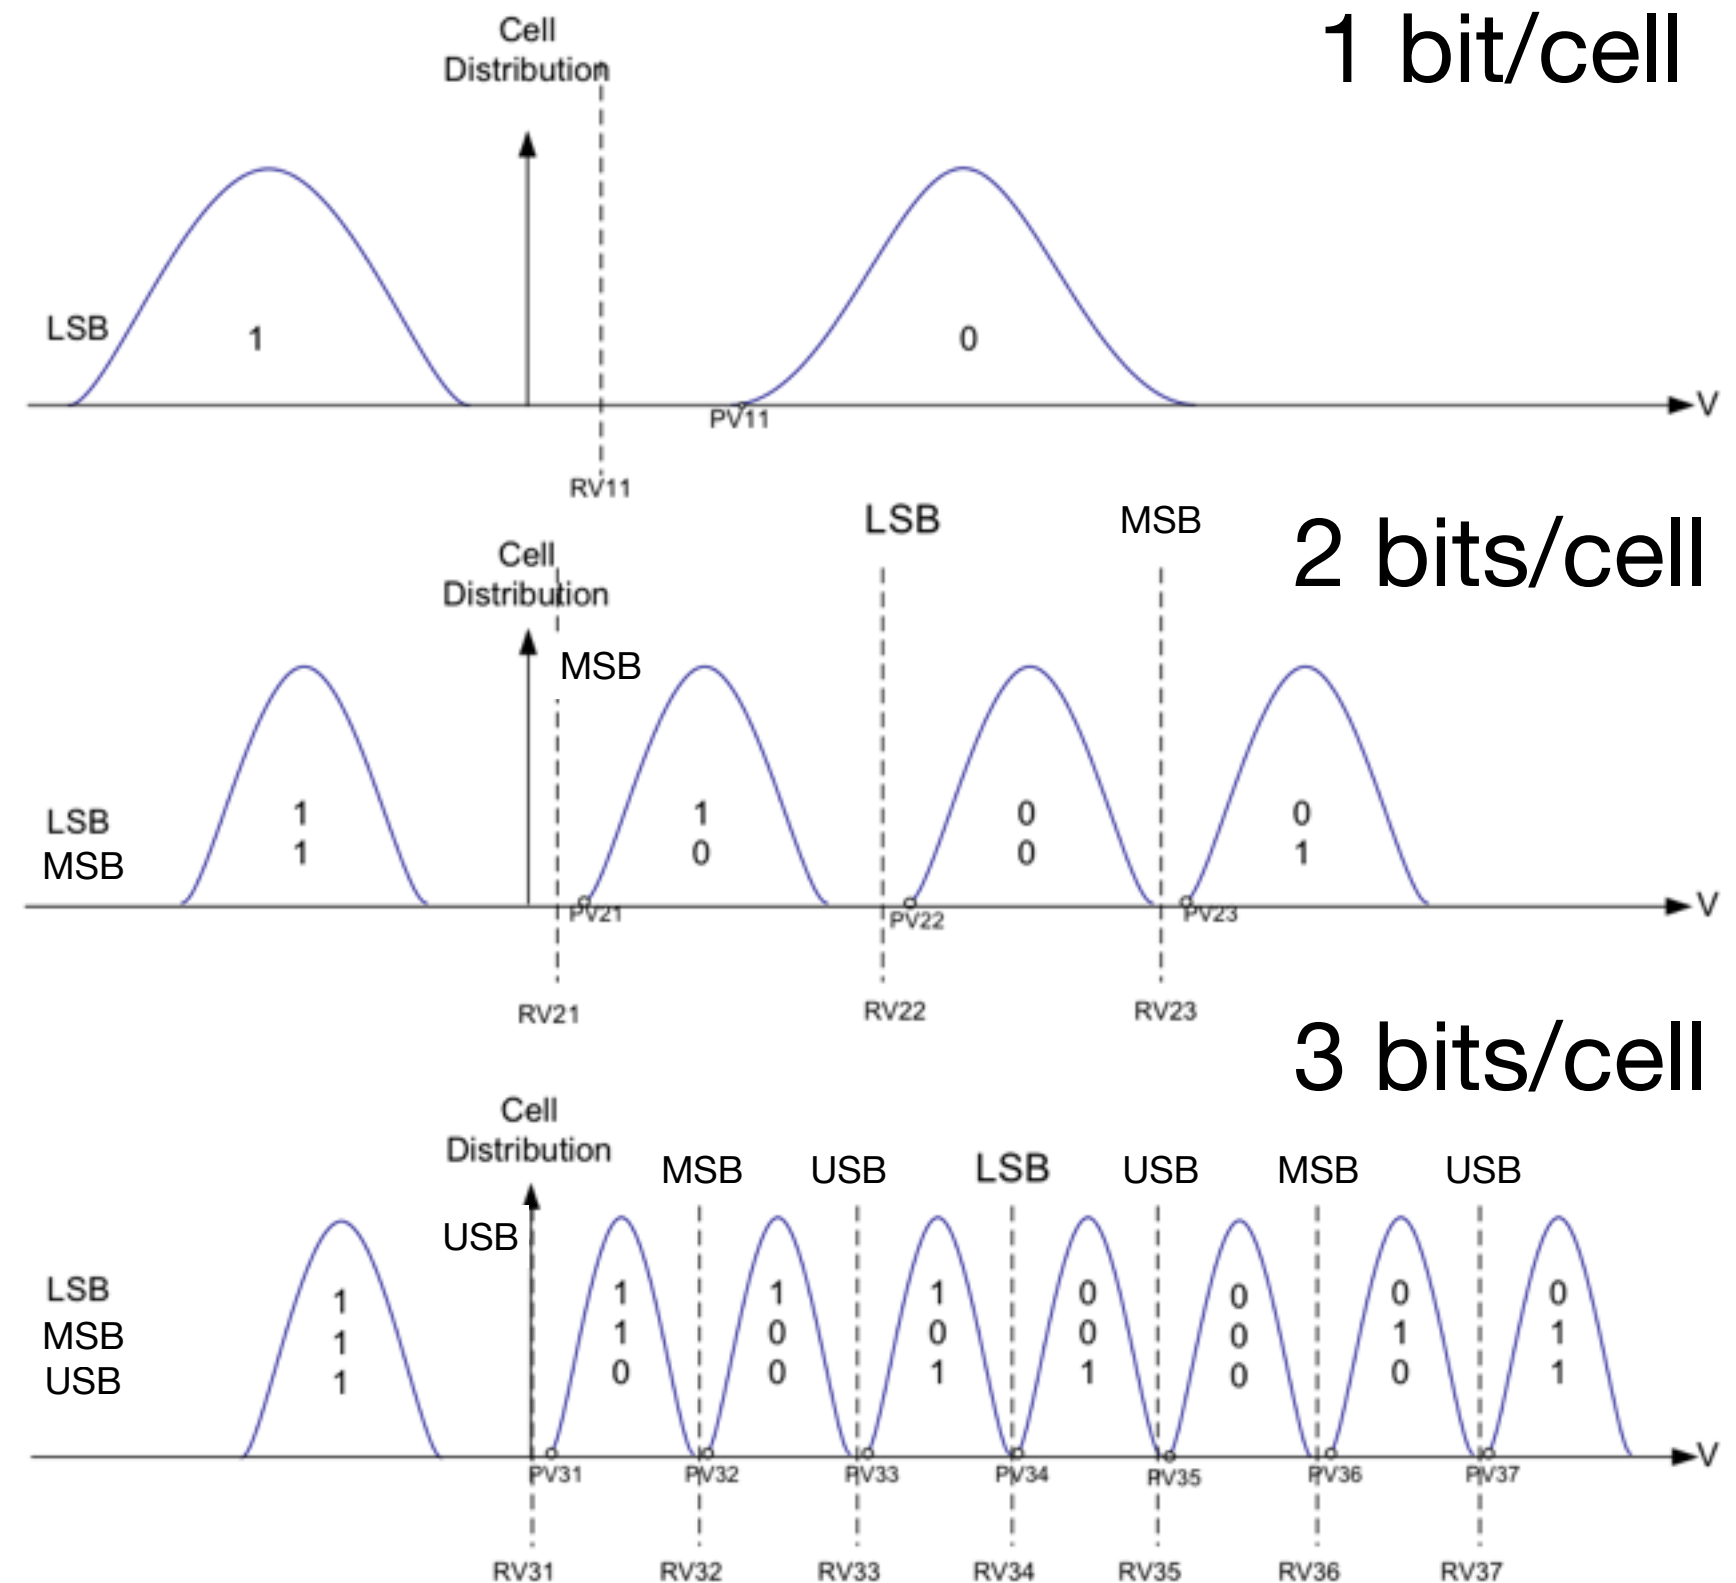 1 bit/cell
Cell
Distribution
LSB
1
0
V
PV11
RV11
2 bits/cell
LSB
MSB
Cell
Distribution
MSB
LSB
1
1
0
0
MSB
1
0
0
1
V
PV21
PV22
PV23
RV21
RV22
RV23
3 bits/cell
Cell
Distribution
MSB
USB
LSB
USB
MSB
USB
USB
LSB
1
1
1
1
0
0
0
0
MSB
1
1
0
0
0
0
1
1
USB
1
0
0
1
1
0
0
1
V
PV31
PV32
PV33
PV34
PV35
PV36
PV37
RV31
RV32
RV33
RV34
RV35
RV36
RV37